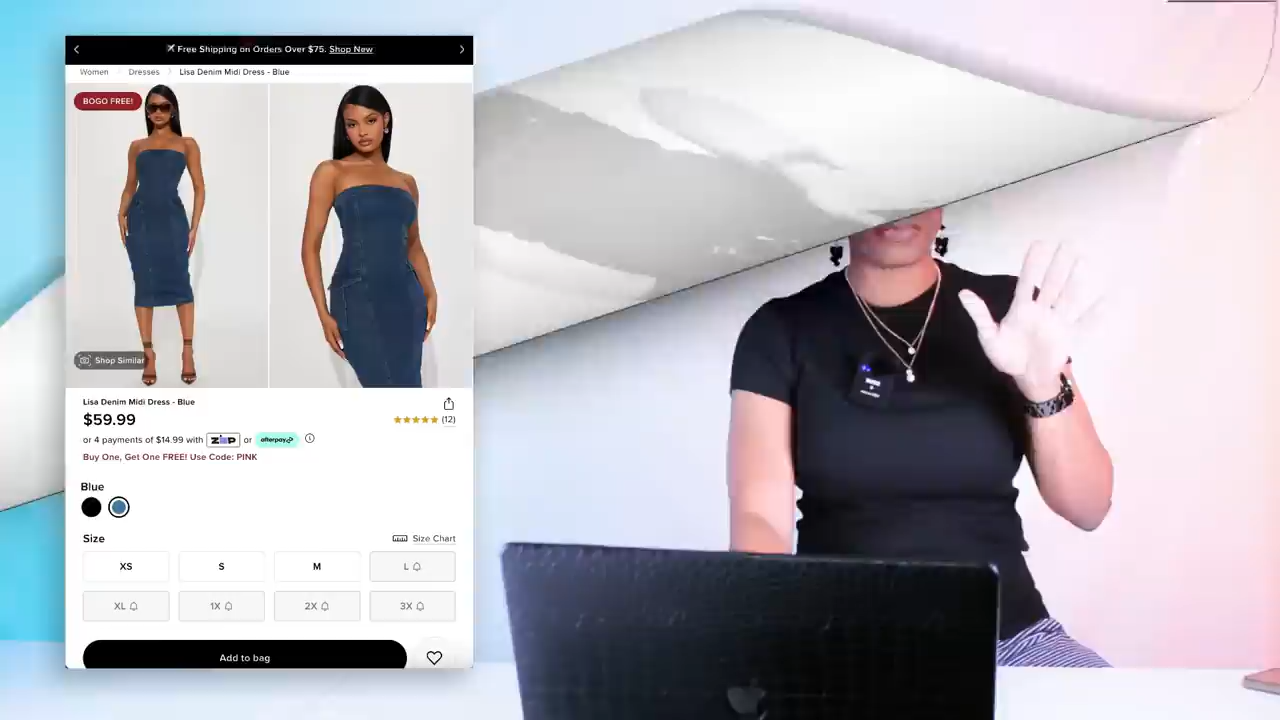 Free Shipping on Orders Over $75. Shop Now
Women Dresses Lisa Denim Midi Dress - Blue
BOGO FREE!
Shop Similar
Lisa Denim Midi Dress - Blue
$59.99
(12)
or 4 payments of $14.99 with ZIP or afterpay
Buy One, Get One FREE! Use Code: PINK
Blue
Size
Size Chart
XS S M L
XL 1X 2X 3X
Add to bag